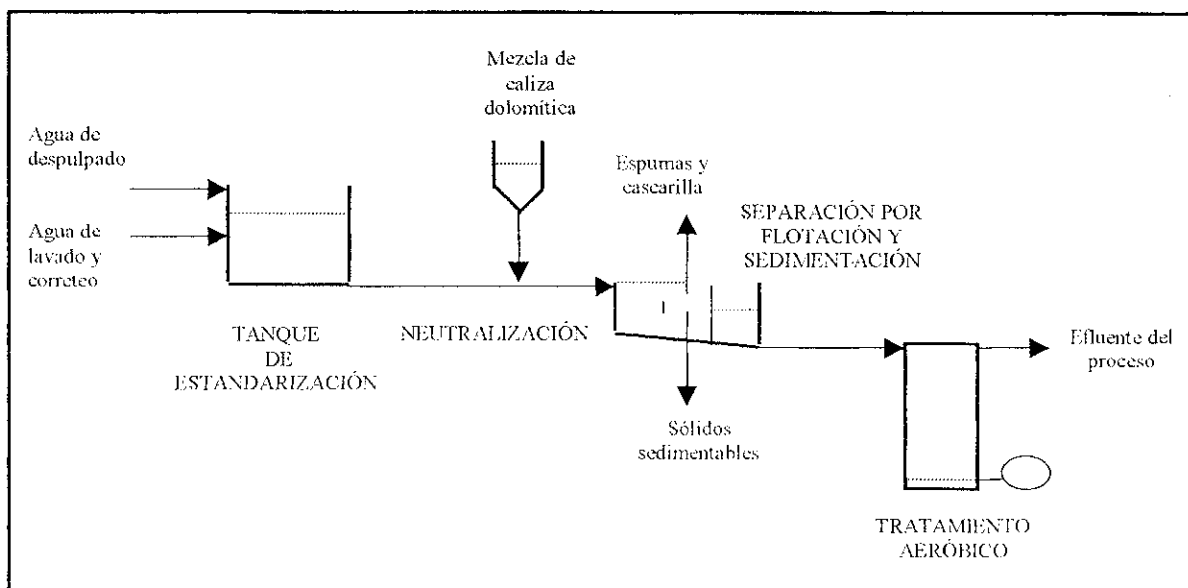 Mezcla de
caliza
dolomítica
Agua de
despulpado
Agua de
lavado y
correteo
Espumas y
cascarilla
SEPARACIÓN POR
FLOTACIÓN Y
SEDIMENTACIÓN
TANQUE
DE
ESTANDARIZACIÓN
NEUTRALIZACIÓN
Efluente del
proceso
Sólidos
sedimentables
TRATAMIENTO
AERÓBICO